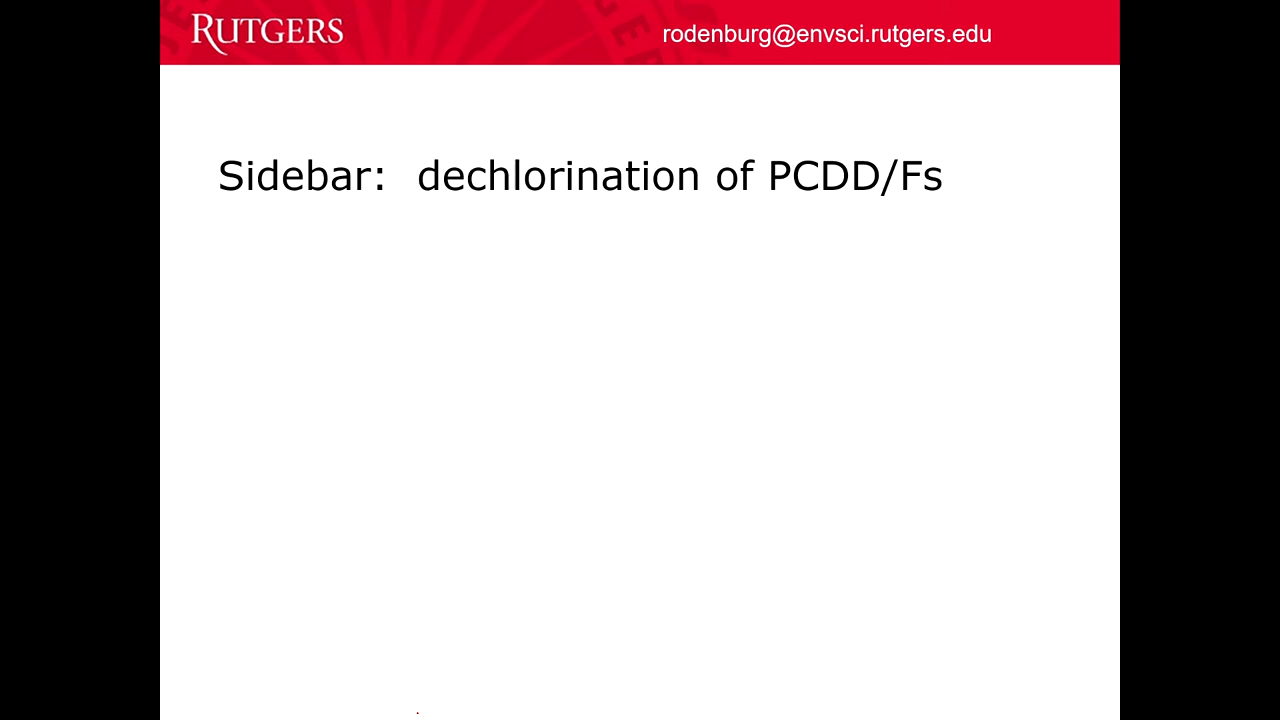 RUTGERS
rodenburg@envsci.rutgers.edu
Sidebar: dechlorination of PCDD/Fs